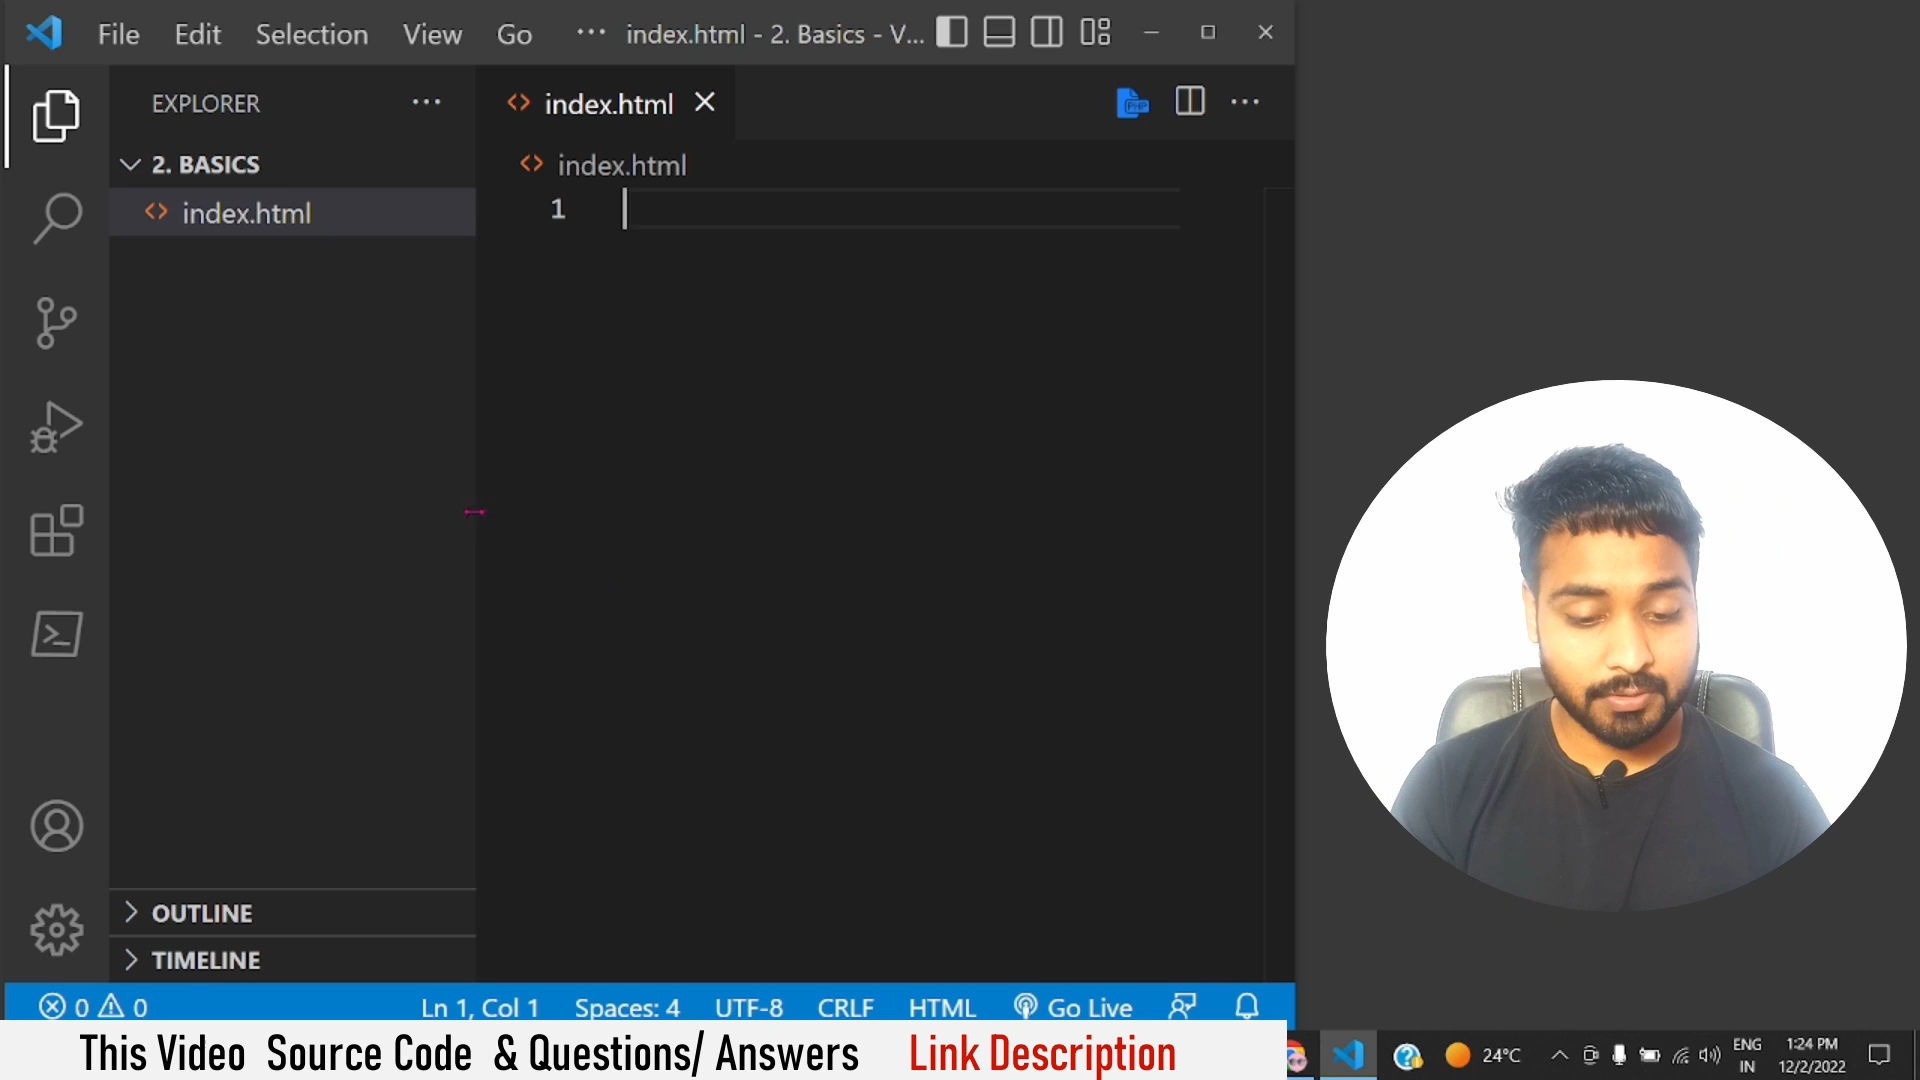 File Edit Selection View Go ··· index.html - 2. Basics - V...
EXPLORER ···
index.html
2. BASICS
index.html
index.html
1
OUTLINE
TIMELINE
0 0 Ln 1, Col 1 Spaces: 4 UTF-8 CRLF HTML Go Live
This Video Source Code & Questions/ Answers Link Description
24°C
ENG
IN
1:24 PM
12/2/2022
PHP